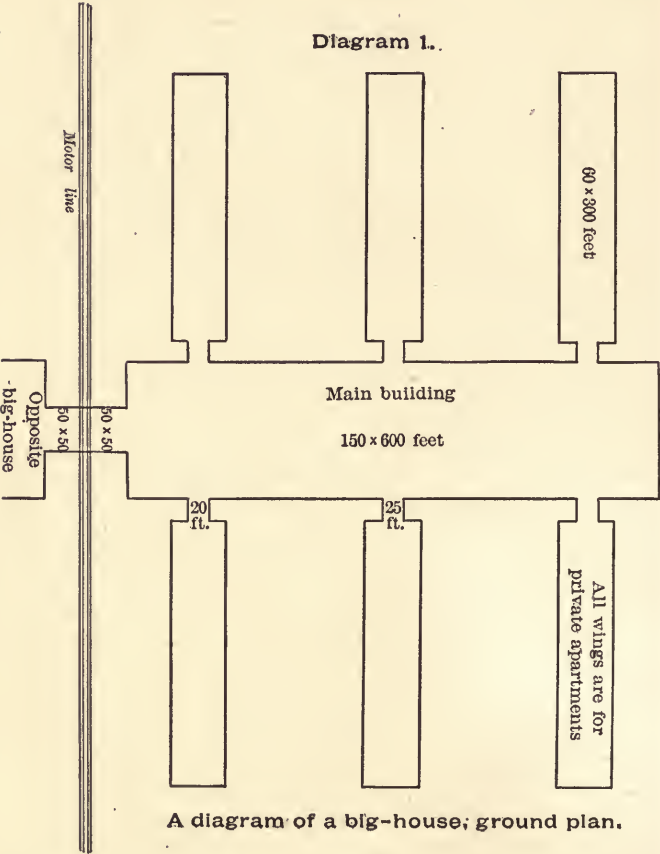 Diagram 1.
Motor line
60 x 300 feet
Main building
150 x 600 feet
Opposite
big-house
50 x 50
50 x 50
20
ft.
25
ft.
All wings are for
private apartments
A diagram of a big-house; ground plan.